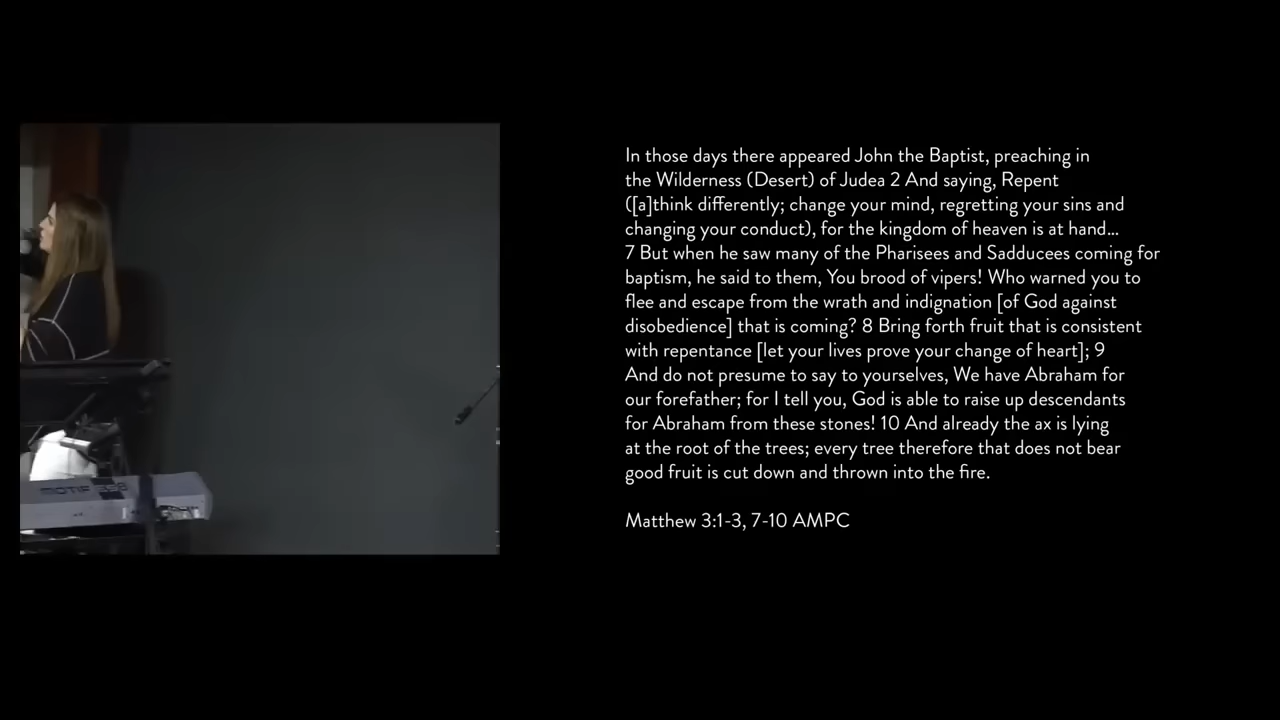 In those days there appeared John the Baptist, preaching in
the Wilderness (Desert) of Judea 2 And saying, Repent
([a]think differently; change your mind, regretting your sins and
changing your conduct), for the kingdom of heaven is at hand...
7 But when he saw many of the Pharisees and Sadducees coming for
baptism, he said to them, You brood of vipers! Who warned you to
flee and escape from the wrath and indignation [of God against
disobedience] that is coming? 8 Bring forth fruit that is consistent
with repentance [let your lives prove your change of heart]; 9
And do not presume to say to yourselves, We have Abraham for
our forefather; for I tell you, God is able to raise up descendants
for Abraham from these stones! 10 And already the ax is lying
at the root of the trees; every tree therefore that does not bear
good fruit is cut down and thrown into the fire.
Matthew 3:1-3, 7-10 AMPC
MOTIF